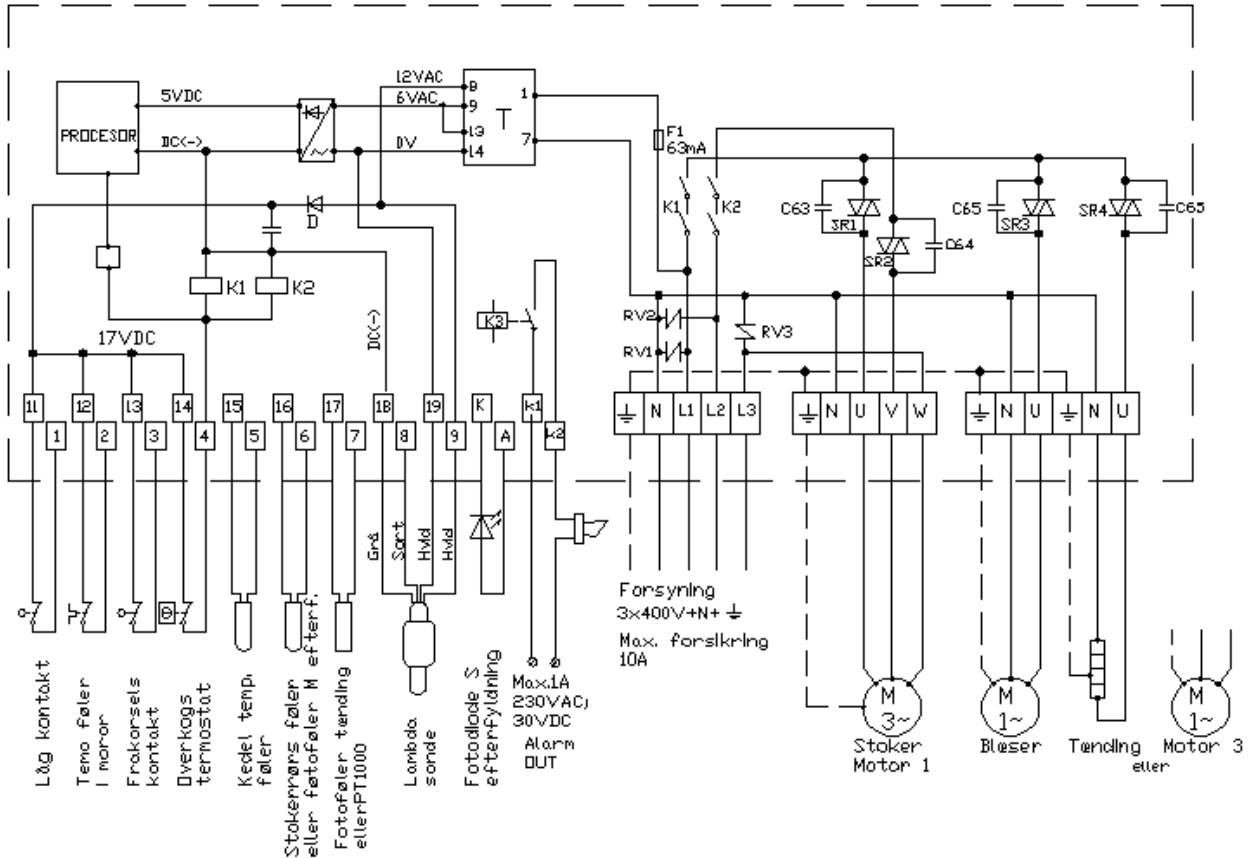 12VAC
5VDC
6VAC
PROCESOR
DC(-)
0V
8
9
13
14
T
1
7
F1
63mA
K1
K2
C63
SR1
SR2
C64
C65
SR3
SR4
C65
D
K1
K2
17VDC
DC(-)
K3
RV2
RV1
RV3
11
12
13
14
15
16
17
18
19
K
k1
1
2
3
4
5
6
7
8
9
A
k2
N
L1
L2
L3
N
U
V
W
N
U
N
U
Grå
Sort
Hvid
Hvid
Θ
Låg kontakt
Temo føler
i moror
Frakorsels
kontakt
Overkogs
termostat
Kedel temp.
føler
Stokerrørs føler
eller føtoføler M efterf.
Fotoføler tænding
ellerPT1000
Lambda
sonde
Fotodiode S
efterfyldning
Max.1A
230VAC;
30VDC
Alarm
OUT
Forsyning
3x400V+N+
Max. forsikring
10A
M
3~
Stoker
Motor 1
M
1~
Blæser
Tænding
eller
M
1~
Motor 3